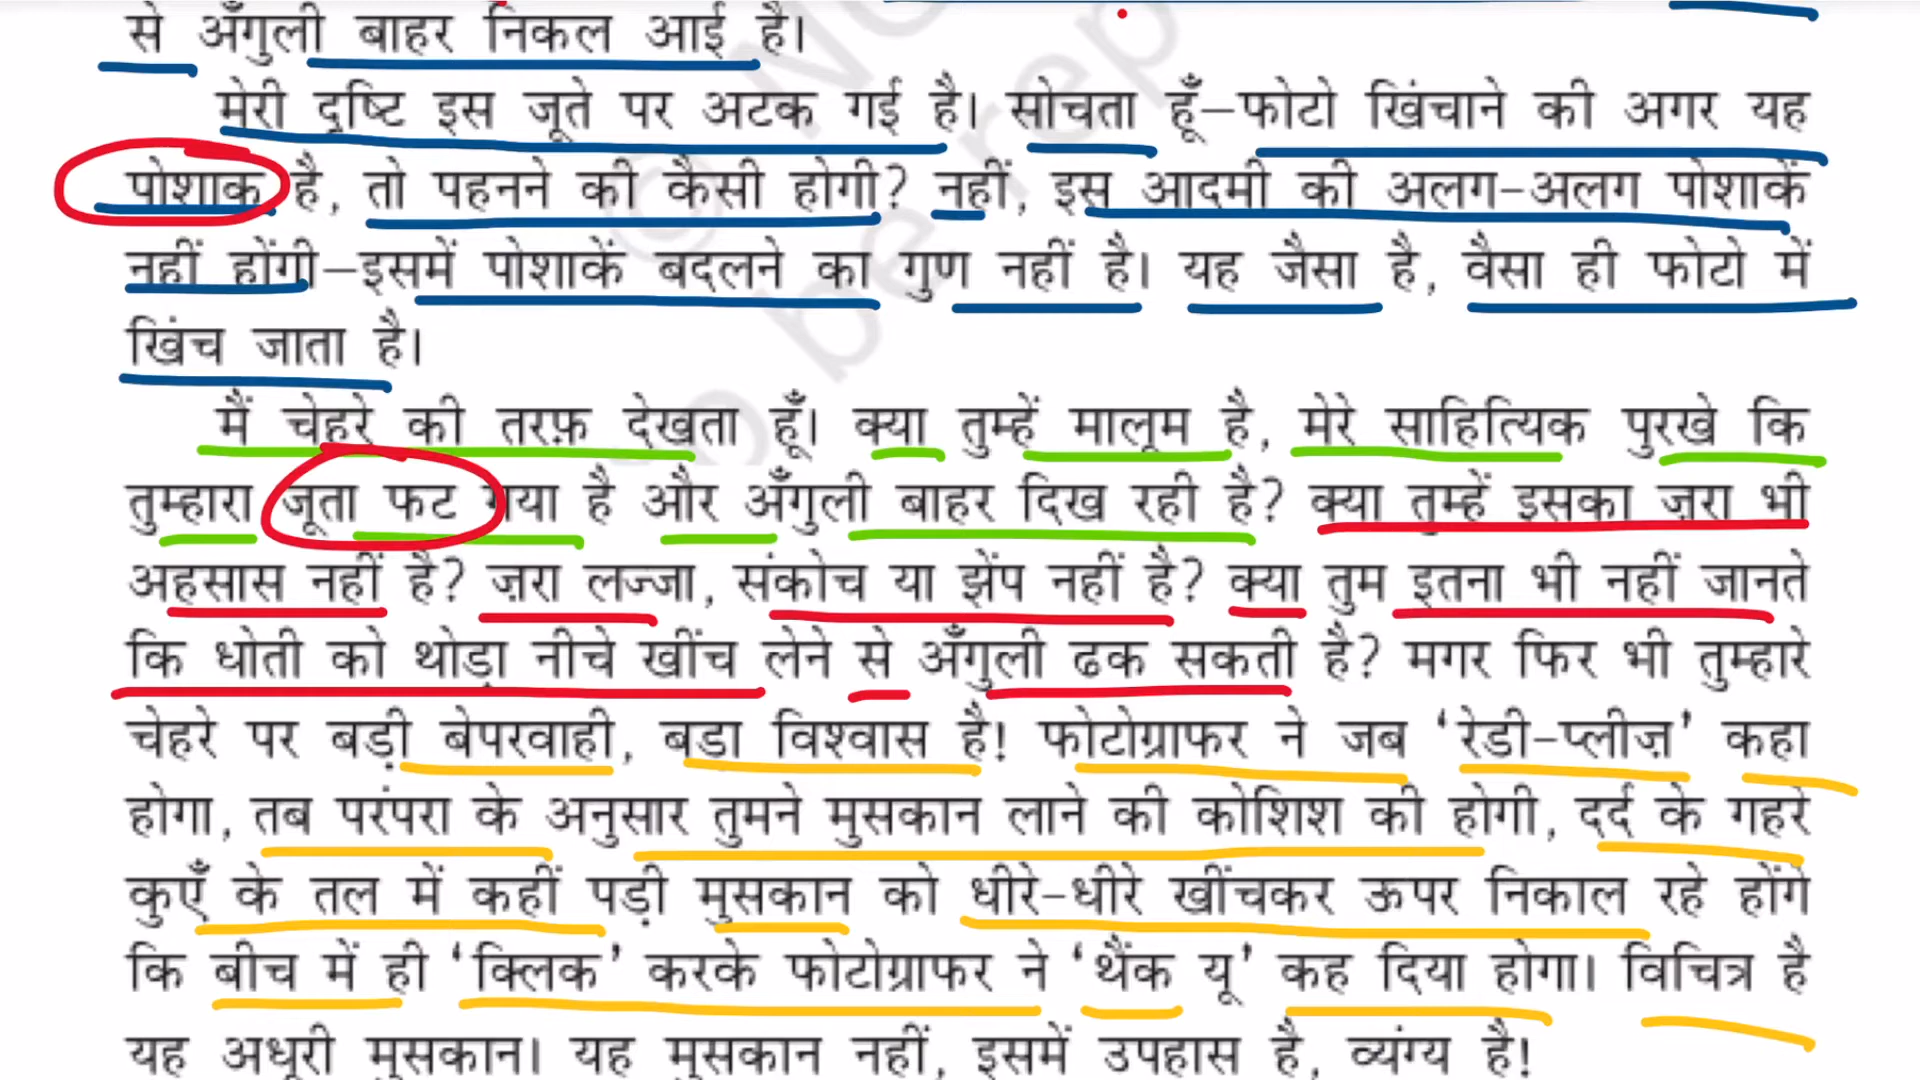 से अँगुली बाहर निकल आई है।
मेरी दृष्टि इस जूते पर अटक गई है। सोचता हूँ–फोटो खिंचाने की अगर यह
पोशाक है, तो पहनने की कैसी होगी? नहीं, इस आदमी की अलग-अलग पोशाकें
नहीं होंगी–इसमें पोशाकें बदलने का गुण नहीं है। यह जैसा है, वैसा ही फोटो में
खिंच जाता है।
मैं चेहरे की तरफ़ देखता हूँ। क्या तुम्हें मालूम है, मेरे साहित्यिक पुरखे कि
तुम्हारा जूता फट गया है और अँगुली बाहर दिख रही है? क्या तुम्हें इसका ज़रा भी
अहसास नहीं है? ज़रा लज्जा, संकोच या झेंप नहीं है? क्या तुम इतना भी नहीं जानते
कि धोती को थोड़ा नीचे खींच लेने से अँगुली ढक सकती है? मगर फिर भी तुम्हारे
चेहरे पर बड़ी बेपरवाही, बड़ा विश्वास है! फोटोग्राफर ने जब ‘रेडी-प्लीज़’ कहा
होगा, तब परंपरा के अनुसार तुमने मुसकान लाने की कोशिश की होगी, दर्द के गहरे
कुएँ के तल में कहीं पड़ी मुसकान को धीरे-धीरे खींचकर ऊपर निकाल रहे होंगे
कि बीच में ही ‘क्लिक’ करके फोटोग्राफर ने ‘थैंक यू’ कह दिया होगा। विचित्र है
यह अधूरी मुसकान। यह मुसकान नहीं, इसमें उपहास है, व्यंग्य है!